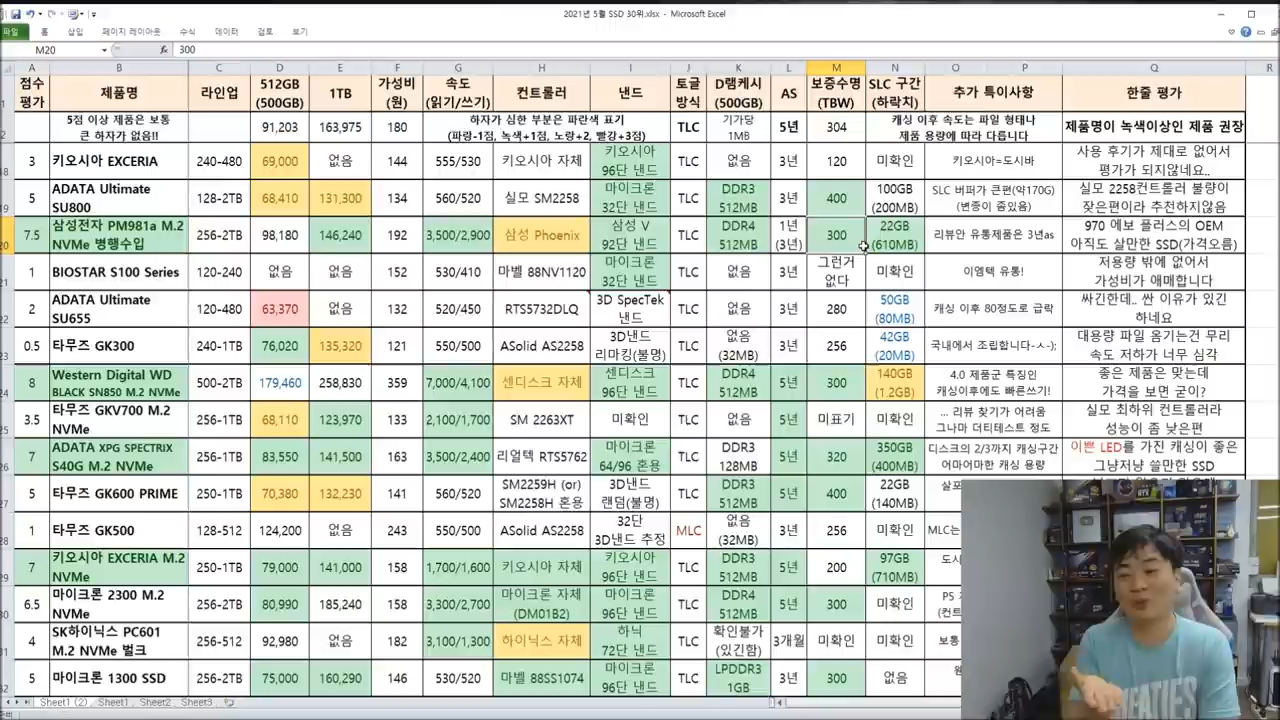 2021년 5월 SSD 30위.xlsx - Microsoft Excel
파일 홈 삽입 페이지 레이아웃 수식 데이터 검토 보기
M20 fx 300
A B C D E F G H I J K L M N O P Q R
점수 평가 제품명 라인업 512GB (500GB) 1TB 가성비 (원) 속도 (읽기/쓰기) 컨트롤러 낸드 토글 방식 D램캐시 (500GB) AS 보증수명 (TBW) SLC 구간 (하락치) 추가 특이사항 한줄 평가
5점 이상 제품은 보통 큰 하자가 없음!! 91,203 163,975 180 하자가 심한 부분은 파란색 표기 (파랑-1점, 녹색+1점, 노랑+2, 빨강+3점) TLC 기가당 1MB 5년 304 캐싱 이후 속도는 파일 형태나 제품 용량에 따라 다릅니다 제품명이 녹색이상인 제품 권장
3 키오시아 EXCERIA 240-480 69,000 없음 144 555/530 키오시아 자체 키오시아 96단 낸드 TLC 없음 3년 120 미확인 키오시아=도시바 사용 후기가 제대로 없어서 평가가 되지않네요..
5 ADATA Ultimate SU800 128-2TB 68,410 131,300 134 560/520 실모 SM2258 마이크론 32단 낸드 TLC DDR3 512MB 3년 400 100GB (200MB) SLC 버퍼가 큰편(약170G) (변종이 좀있음) 실모 2258컨트롤러 불량이 잦은편이라 추천하지않음
7.5 삼성전자 PM981a M.2 NVMe 병행수입 256-2TB 98,180 146,240 192 3,500/2,900 삼성 Phoenix 삼성 V 92단 낸드 TLC DDR4 512MB 1년 (3년) 300 22GB (610MB) 리뷰안 유통제품은 3년as 970 에보 플러스의 OEM 아직도 살만한 SSD(가격오름)
1 BIOSTAR S100 Series 120-240 없음 없음 152 530/410 마벨 88NV1120 마이크론 32단 낸드 TLC 없음 3년 그런거 없다 미확인 이엠텍 유통! 저용량 밖에 없어서 가성비가 애매합니다
2 ADATA Ultimate SU655 120-480 63,370 없음 132 520/450 RTS5732DLQ 3D SpecTek 낸드 TLC 없음 3년 280 50GB (80MB) 캐싱 이후 80정도로 급락 싸긴한데.. 싼 이유가 있긴 하네요
0.5 타무즈 GK300 240-1TB 76,020 135,320 121 550/500 ASolid AS2258 3D낸드 리마킹(불명) TLC 없음 (32MB) 3년 256 42GB (20MB) 국내에서 조립합니다-ㅅ-); 대용량 파일 옮기는건 무리 속도 저하가 너무 심각
8 Western Digital WD BLACK SN850 M.2 NVMe 500-2TB 179,460 258,830 359 7,000/4,100 센디스크 자체 센디스크 96단 낸드 TLC DDR4 512MB 5년 300 140GB (1.2GB) 4.0 제품군 특징인 캐싱이후에도 빠른쓰기! 좋은 제품은 맞는데 가격을 보면 굳이?
3.5 타무즈 GKV700 M.2 NVMe 256-1TB 68,110 123,970 133 2,100/1,700 SM 2263XT 미확인 TLC 없음 5년 미표기 미확인 ... 리뷰 찾기가 어려움 그나마 더티테스트 정도 실모 최하위 컨트롤러라 성능이 좀 낮은편
7 ADATA XPG SPECTRIX S40G M.2 NVMe 256-1TB 83,550 141,500 163 3,500/2,400 리얼텍 RTS5762 마이크론 64/96 혼용 TLC DDR3 128MB 5년 320 350GB (400MB) 디스크의 2/3까지 캐싱구간 어마어마한 캐싱 용량 이쁜 LED를 가진 캐싱이 좋은 그냥저냥 쓸만한 SSD
5 타무즈 GK600 PRIME 250-1TB 70,380 132,230 141 560/520 SM2259H (or) SM2258H 혼용 3D낸드 랜덤(불명) TLC DDR3 512MB 5년 400 22GB (140MB)
1 타무즈 GK500 128-512 124,200 없음 243 550/500 ASolid AS2258 32단 3D낸드 추정 MLC 없음 (32MB) 3년 256 미확인 MLC는
7 키오시아 EXCERIA M.2 NVMe 250-1TB 79,000 141,000 158 1,700/1,600 키오시아 자체 키오시아 96단 낸드 TLC DDR3 512MB 5년 200 97GB (710MB)
6.5 마이크론 2300 M.2 NVMe 256-2TB 80,990 185,240 158 3,300/2,700 마이크론 자체 (DM01B2) 마이크론 96단 낸드 TLC DDR4 512MB 5년 300 미확인
4 SK하이닉스 PC601 M.2 NVMe 벌크 256-512 92,980 없음 182 3,100/1,300 하이닉스 자체 하닉 72단 낸드 TLC 확인불가 (있긴함) 3개월 미확인 미확인 보통
5 마이크론 1300 SSD 256-2TB 75,000 160,290 146 530/520 마벨 88SS1074 마이크론 96단 낸드 TLC LPDDR3 1GB 3년 300 없음
Sheet1 (2) Sheet1 Sheet2 Sheet3